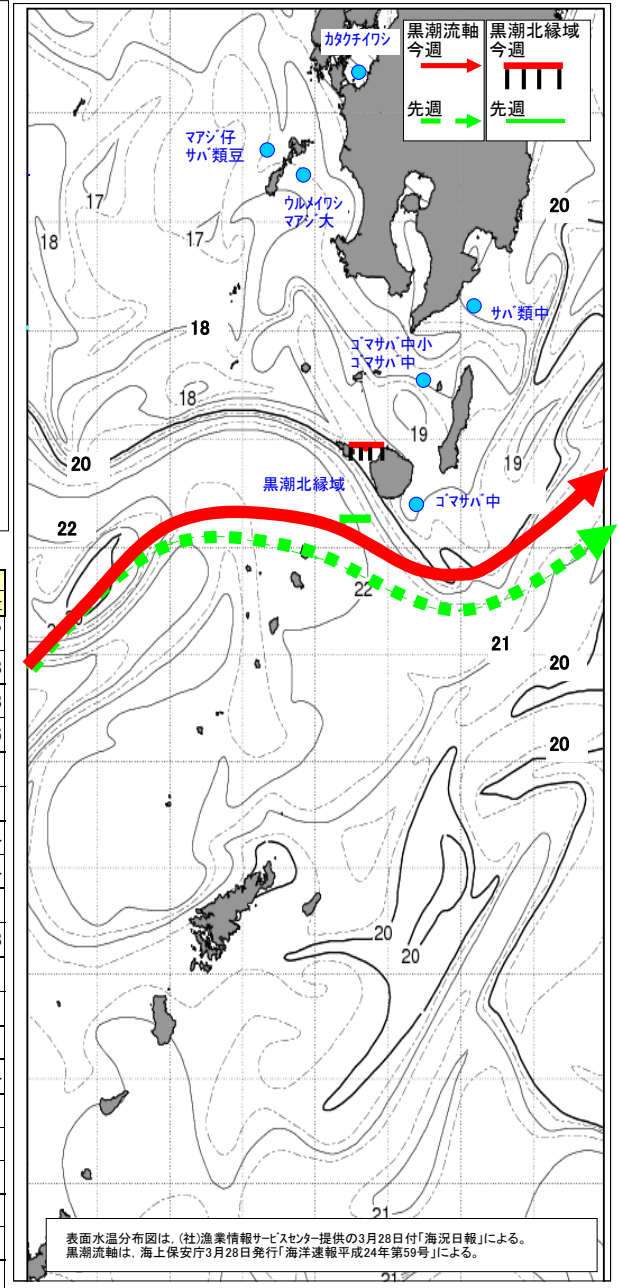 カタクチイワシ
黒潮流軸
今週
先週
黒潮北縁域
今週
先週
マアジ仔
サバ類豆
ウルメイワシ
マアジ大
17
18
17
20
18
サバ類中
ゴマサバ中小
ゴマサバ中
18
19
19
20
黒潮北縁域
ゴマサバ中
22
22
21
20
20
20
20
21
表面水温分布図は、(社)漁業情報サービスセンター提供の3月28日付「海況日報」による。
黒潮流軸は、海上保安庁3月28日発行「海洋速報平成24年第59号」による。